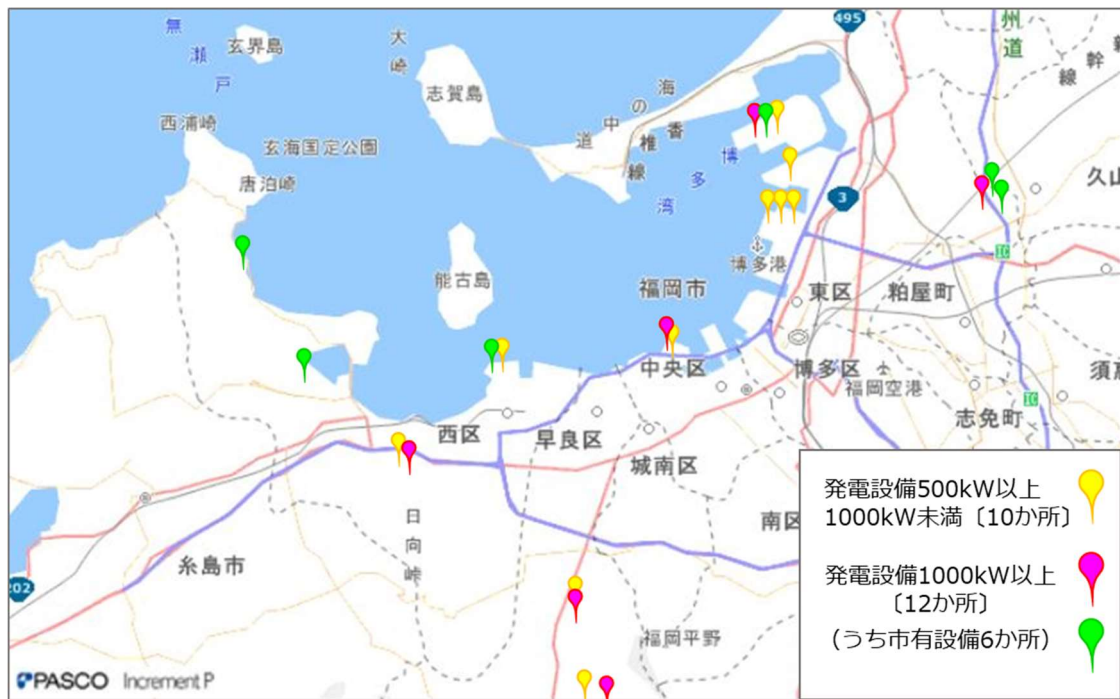 無瀬戸
玄界島
大崎
志賀島
海の中道
香椎線
495
州道
幹線
西浦崎
玄海国定公園
唐泊崎
博多湾
3
久山
能古島
博多港
福岡市
東区
粕屋町
IC
中央区
博多区
福岡空港
須恵
IC
志免町
西区
早良区
城南区
南区
日向峠
糸島市
202
福岡平野
発電設備500kW以上
1000kW未満〔10か所〕
発電設備1000kW以上
〔12か所〕
(うち市有設備6か所)
PASCO Increment P